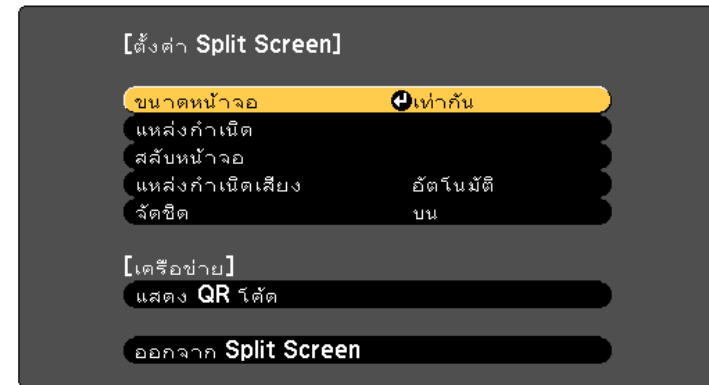 [ตั้งค่า Split Screen]
ขนาดหน้าจอ เท่ากัน
แหล่งกำเนิด
สลับหน้าจอ
แหล่งกำเนิดเสียง อัตโนมัติ
จัดชิด บน
[เครือข่าย]
แสดง QR โค้ด
ออกจาก Split Screen